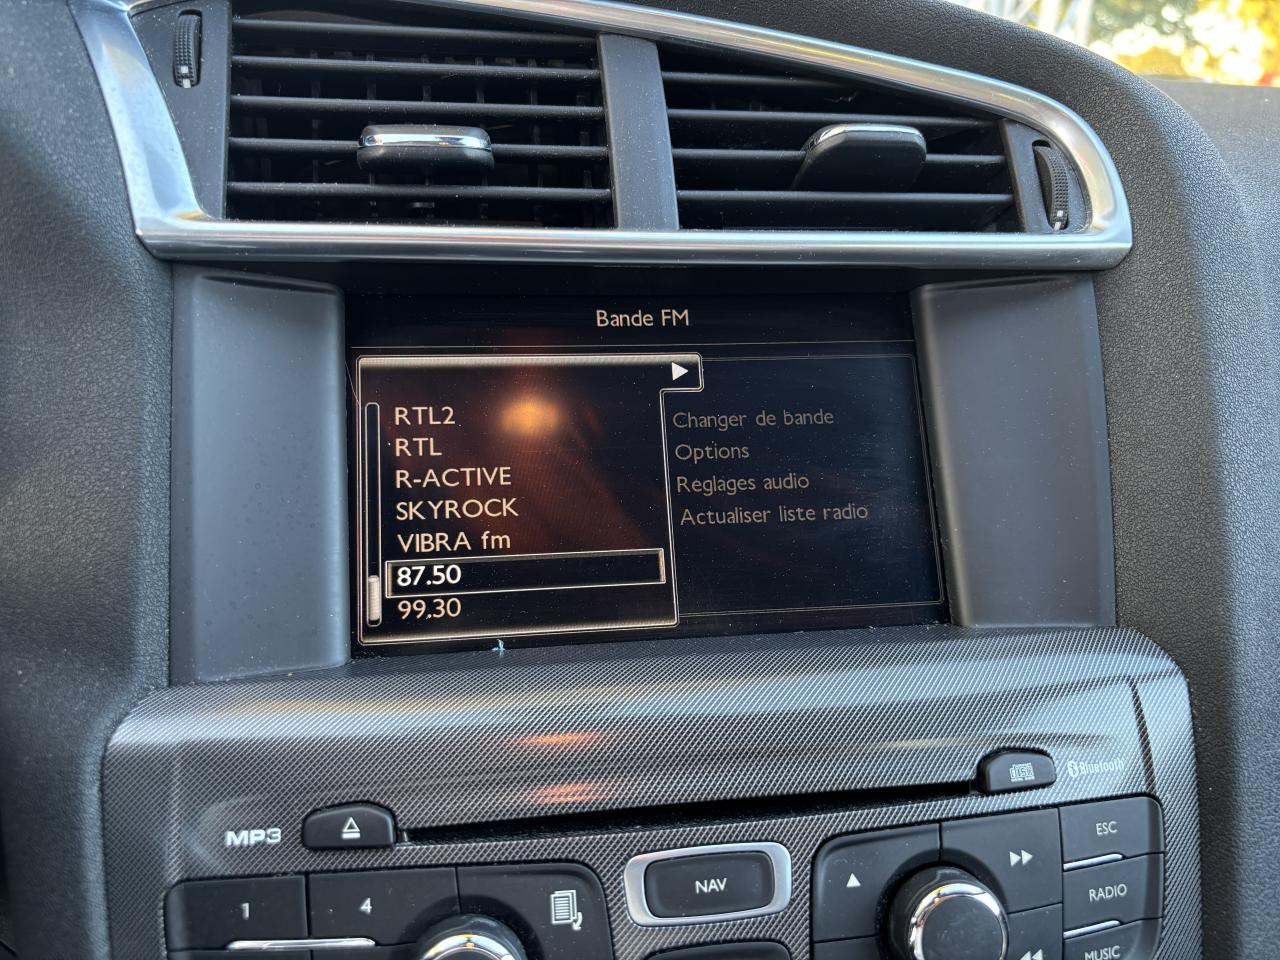 Bande FM
RTL2
RTL
R-ACTIVE
SKYROCK
VIBRA fm
87.50
99.30
Changer de bande
Options
Réglages audio
Actualiser liste radio
MP3
Bluetooth
1
4
NAV
ESC
RADIO
MUSIC